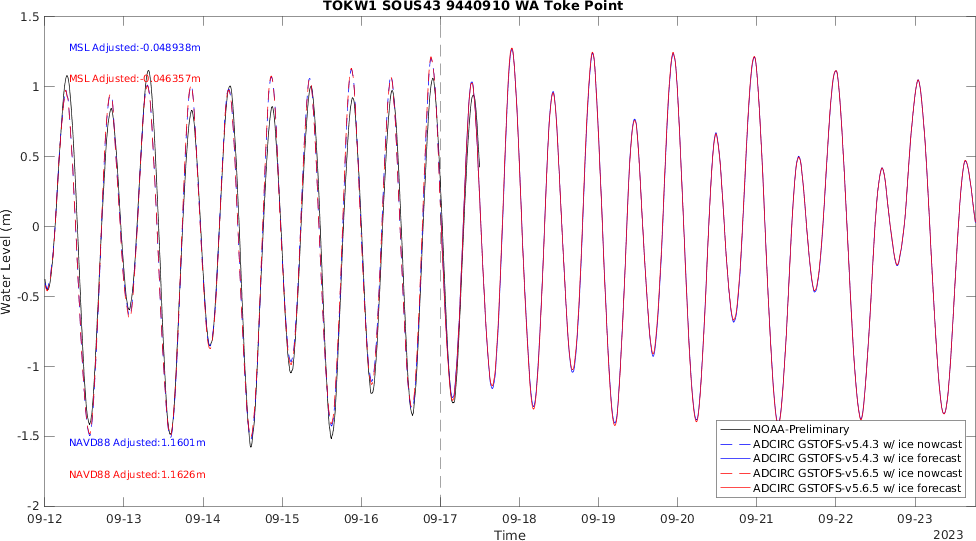 TOKW1 SOUS43 9440910 WA Toke Point
1.5
MSL Adjusted:-0.048938m
MSL Adjusted:-0.046357m
1
0.5
0
Water Level (m)
-0.5
-1
-1.5
NAVD88 Adjusted:1.1601m
NAVD88 Adjusted:1.1626m
-2
NOAA-Preliminary
ADCIRC GSTOFS-v5.4.3 w/ ice nowcast
ADCIRC GSTOFS-v5.4.3 w/ ice forecast
ADCIRC GSTOFS-v5.6.5 w/ ice nowcast
ADCIRC GSTOFS-v5.6.5 w/ ice forecast
09-12 09-13 09-14 09-15 09-16 09-17 09-18 09-19 09-20 09-21 09-22 09-23
Time
2023